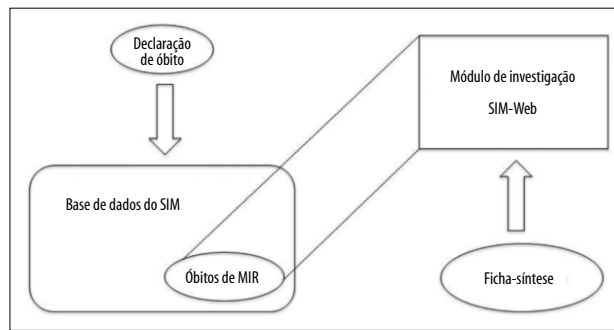 Declaração
de óbito
Módulo de investigação
SIM-Web
Base de dados do SIM
Óbitos de MIR
Ficha-síntese